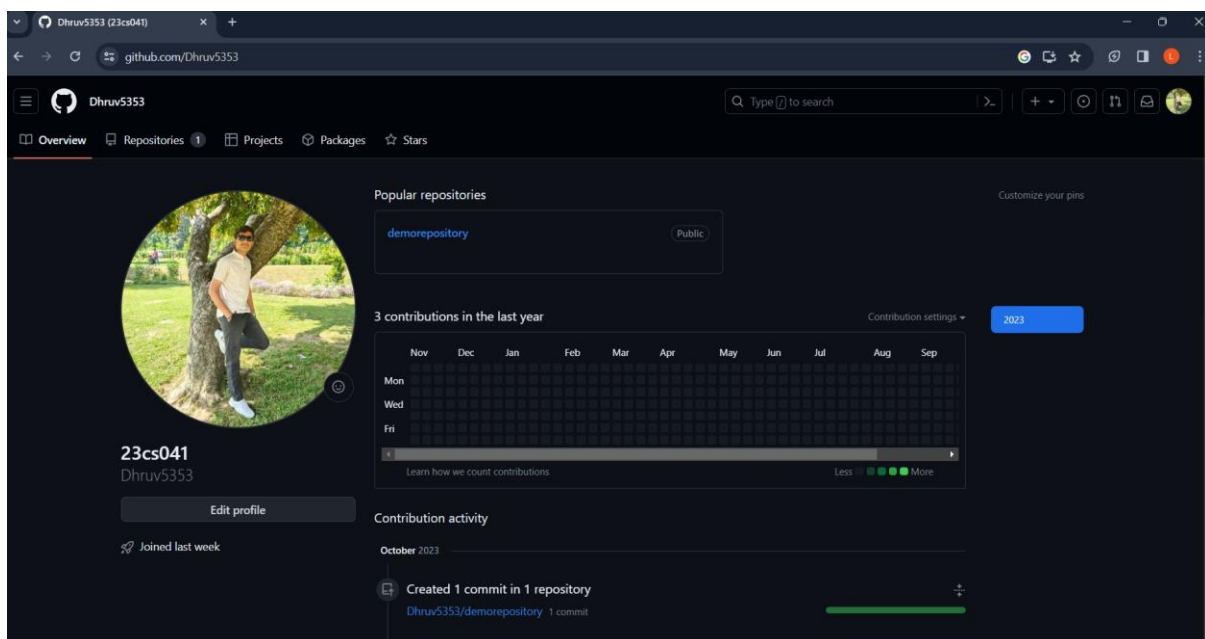 Dhruv5353 (23cs041)
github.com/Dhruv5353
L
Dhruv5353
Type / to search
Overview Repositories 1 Projects Packages Stars
Popular repositories
Customize your pins
demorepository Public
3 contributions in the last year
Contribution settings
2023
Nov Dec Jan Feb Mar Apr May Jun Jul Aug Sep
Mon
Wed
Fri
Learn how we count contributions
Less More
23cs041
Dhruv5353
Edit profile
Joined last week
Contribution activity
October 2023
Created 1 commit in 1 repository
Dhruv5353/demorepository 1 commit